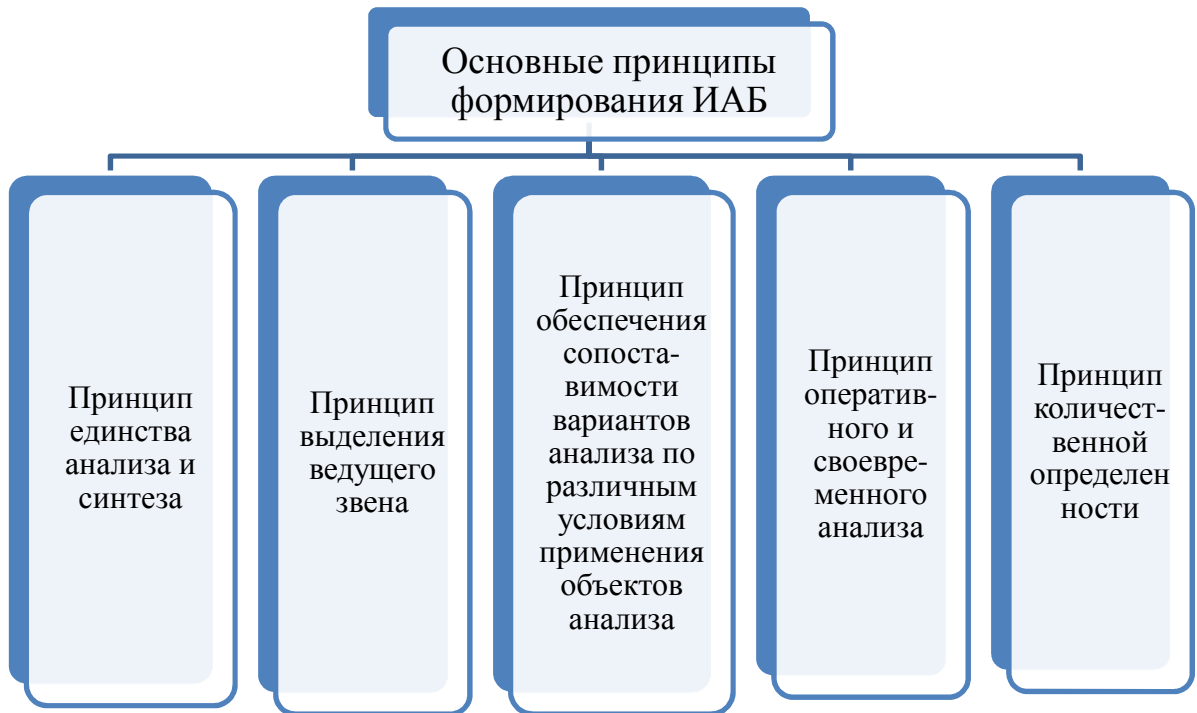 Основные принципы
формирования ИАБ
Принцип
единства
анализа и
синтеза
Принцип
выделения
ведущего
звена
Принцип
обеспечения
сопоста-
вимости
вариантов
анализа по
различным
условиям
применения
объектов
анализа
Принцип
оператив-
ного и
своевре-
менного
анализа
Принцип
количест-
венной
определен
ности